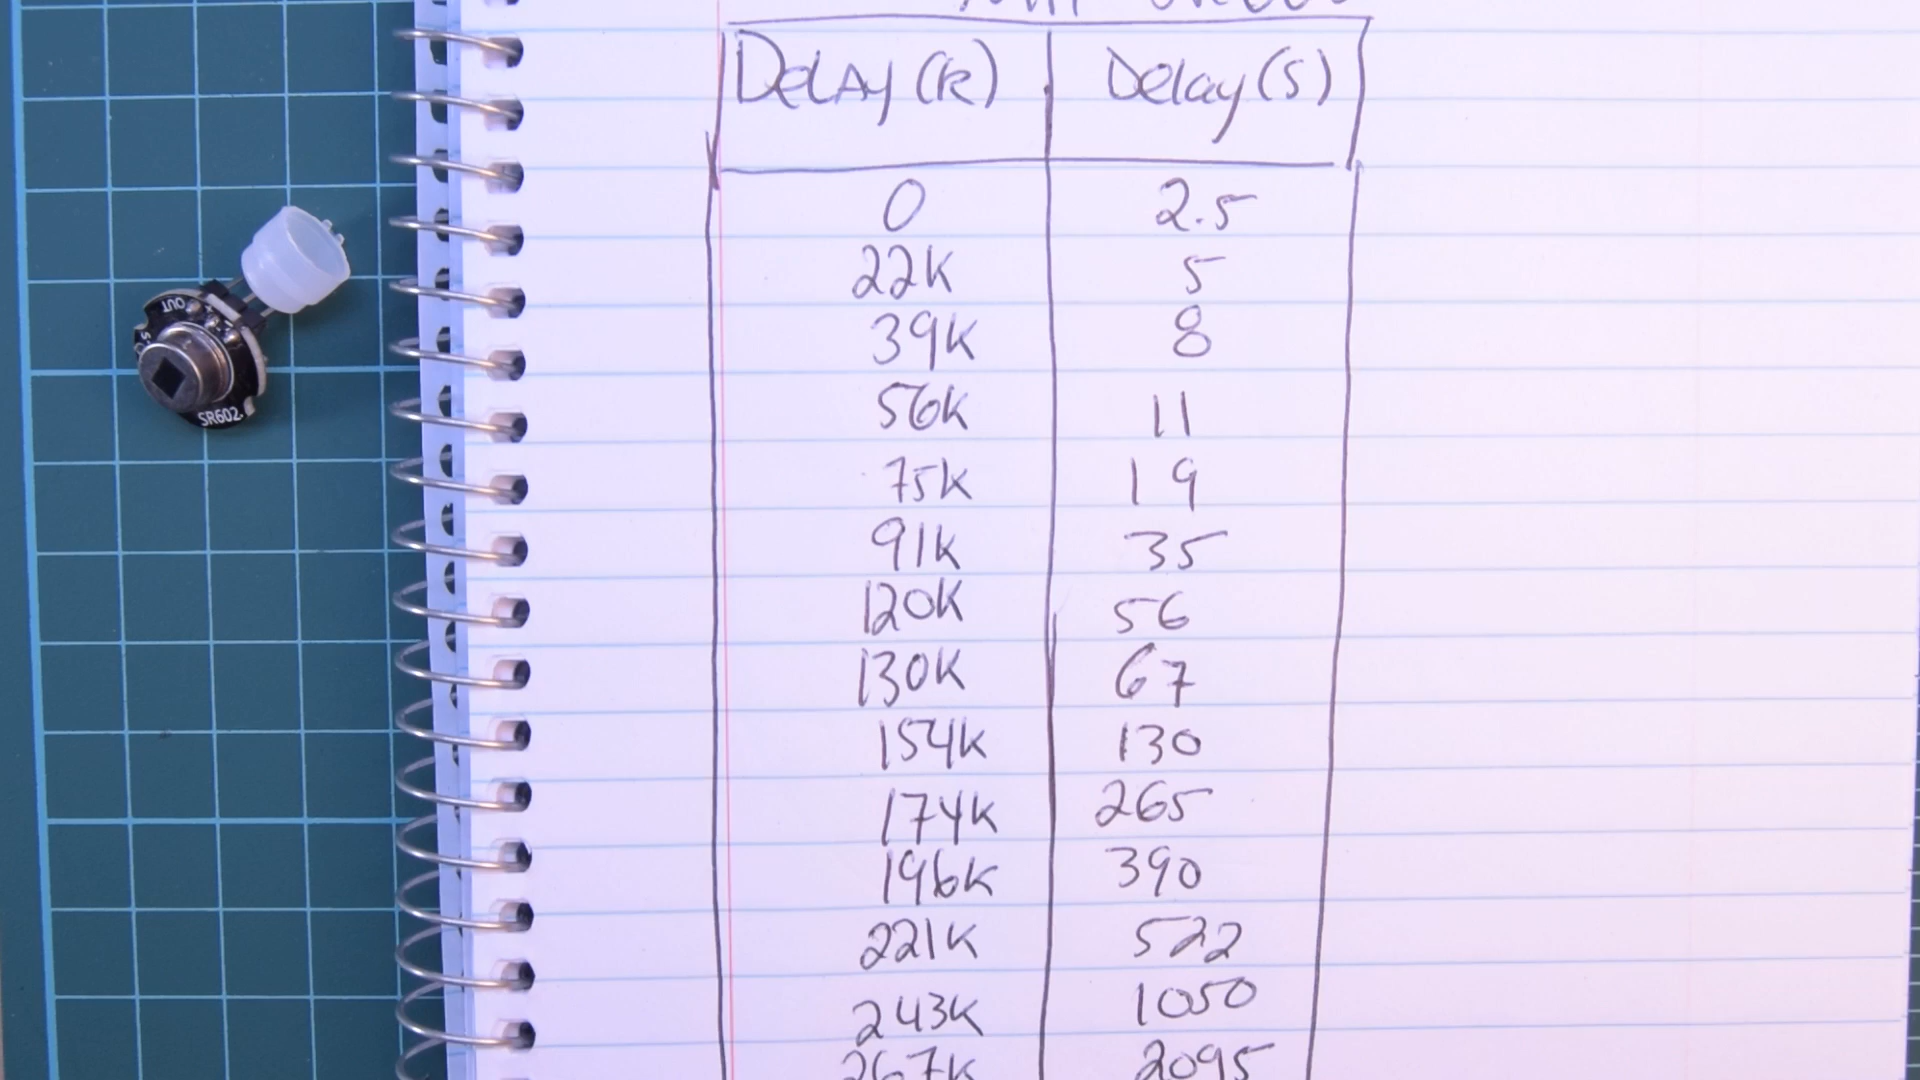 DELAY (R) Delay (S)
0 2.5
22K 5
39K 8
56K 11
75K 19
91K 35
120K 56
130K 67
154K 130
174K 265
196K 390
221K 522
243K 1050
267K 2095
OUT
SR602